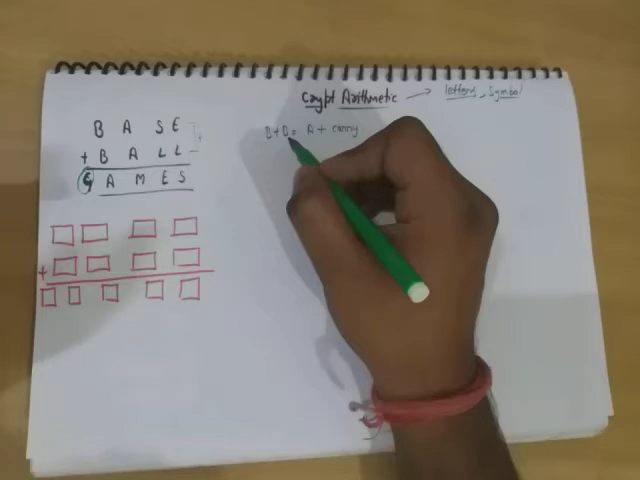 Crypt Arithmetic → letters, Symbol
B A S E
+ B A L L
G A M E S
B+B = A + carry
+